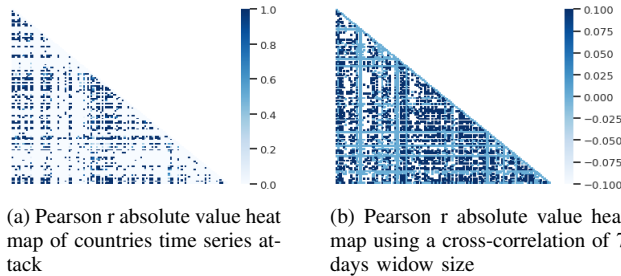 1.0
0.8
0.6
0.4
0.2
0.0
0.100
0.075
0.050
0.025
0.000
−0.025
−0.050
−0.075
−0.100
(a) Pearson r absolute value heat
map of countries time series at-
tack
(b) Pearson r absolute value hea
map using a cross-correlation of 7
days widow size